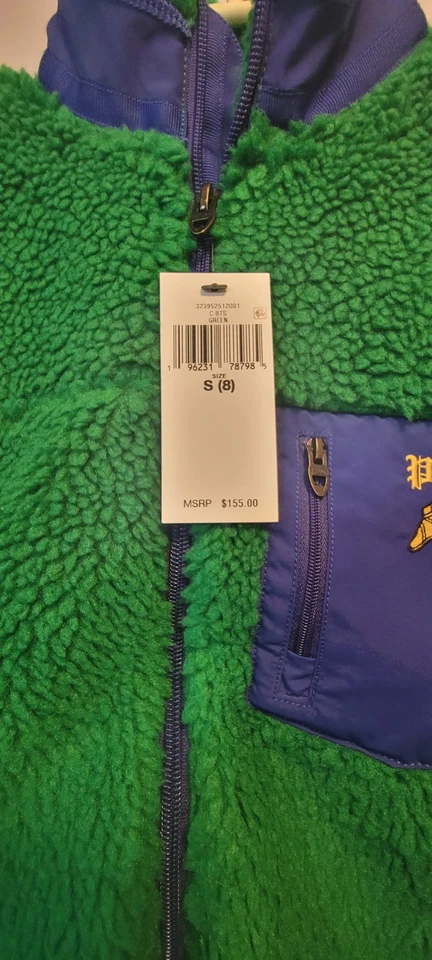 323952512001
C BTS
GREEN
1 96231 78798 5
SIZE
S (8)
MSRP $155.00
P